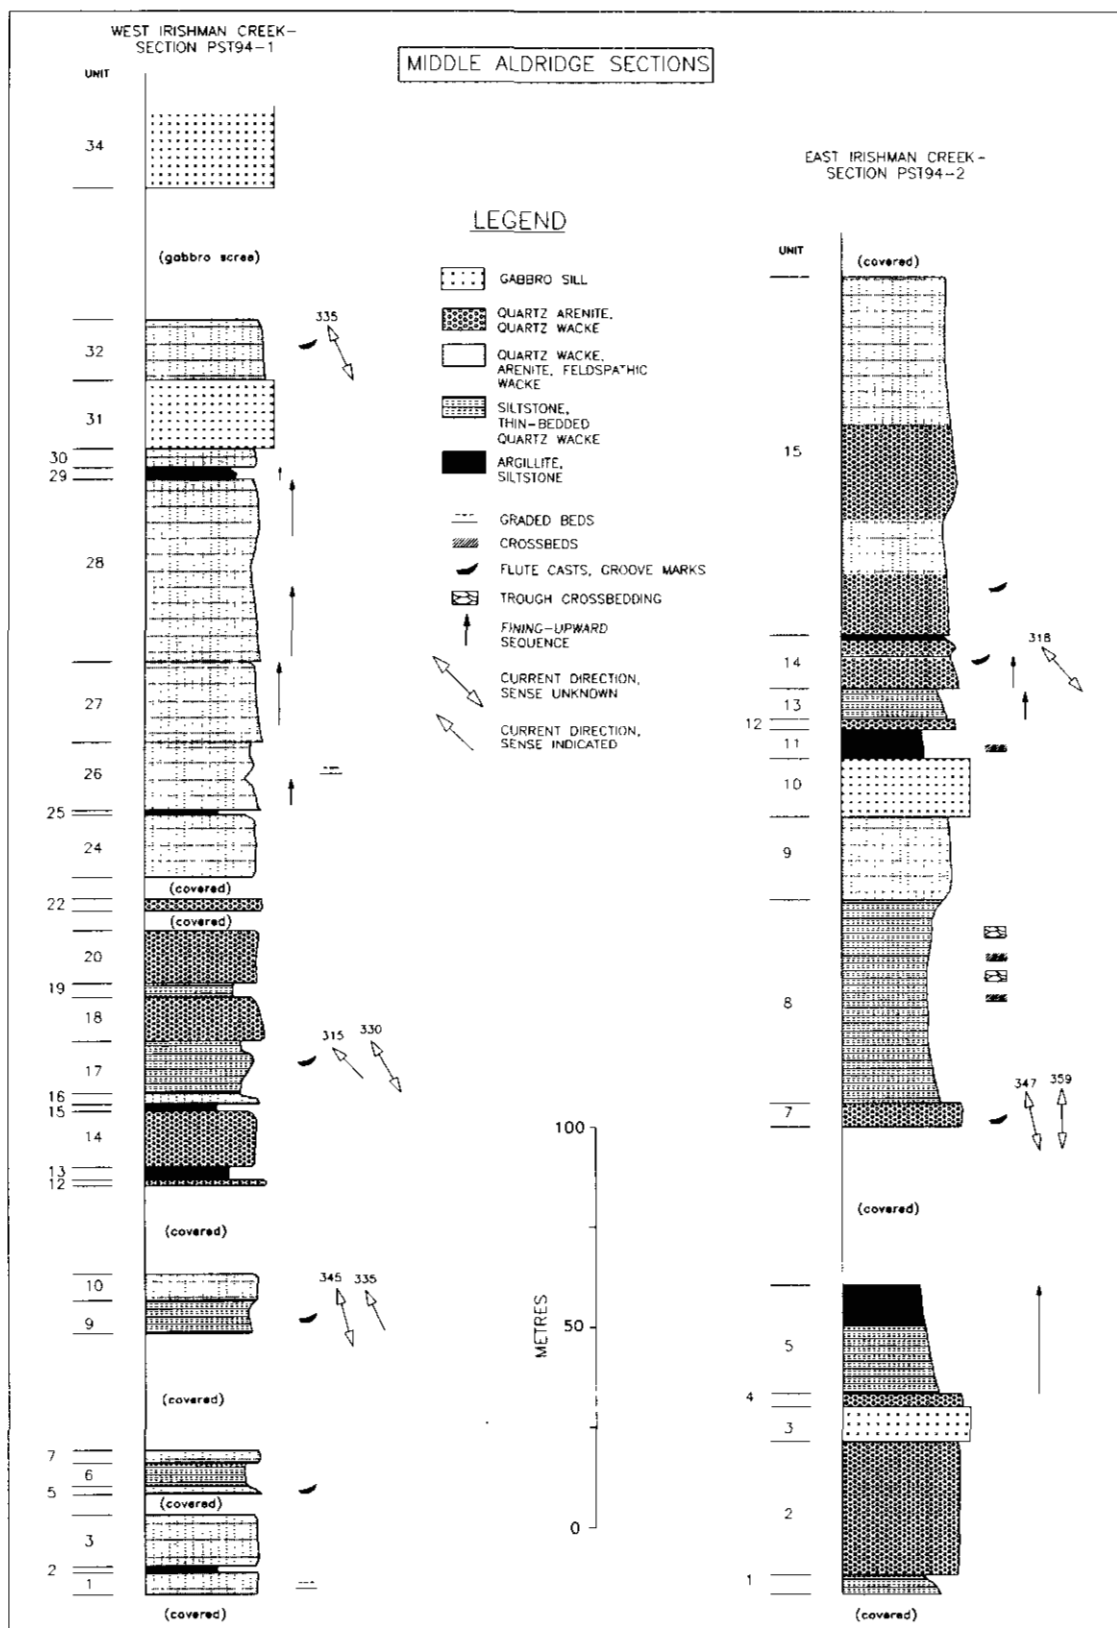 WEST IRISHMAN CREEK–
SECTION PST94–1
MIDDLE ALDRIDGE SECTIONS
UNIT
34
(gabbro scree)
335
32
31
30
29
28
27
26
25
24
(covered)
22
(covered)
20
19
18
315
330
17
16
15
14
13
12
(covered)
10
345
335
9
(covered)
7
6
5
(covered)
3
2
1
(covered)
LEGEND
GABBRO SILL
QUARTZ ARENITE,
QUARTZ WACKE
QUARTZ WACKE,
ARENITE, FELDSPATHIC
WACKE
SILTSTONE,
THIN–BEDDED
QUARTZ WACKE
ARGILLITE,
SILTSTONE
GRADED BEDS
CROSSBEDS
FLUTE CASTS, GROOVE MARKS
TROUGH CROSSBEDDING
FINING–UPWARD
SEQUENCE
CURRENT DIRECTION,
SENSE UNKNOWN
CURRENT DIRECTION,
SENSE INDICATED
100
50
0
METRES
EAST IRISHMAN CREEK–
SECTION PST94–2
UNIT
(covered)
15
318
14
13
12
11
10
9
8
347
359
7
(covered)
5
4
3
2
1
(covered)